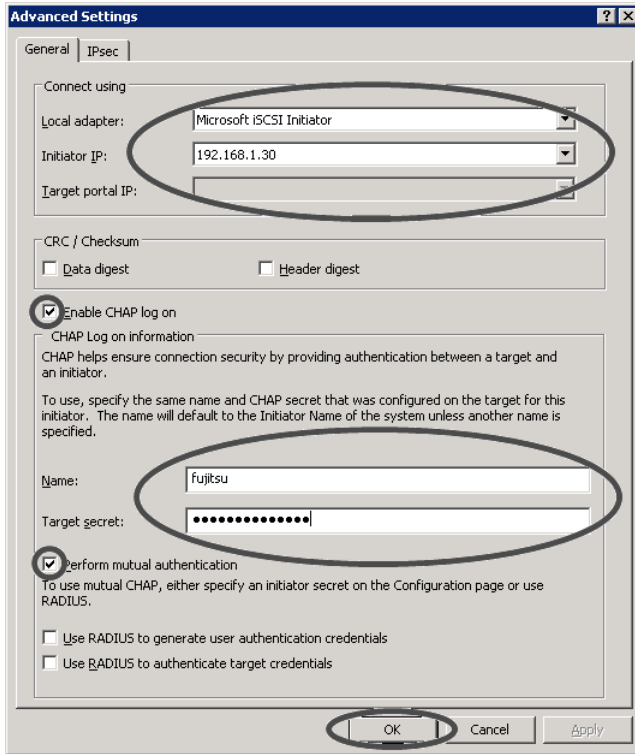 Advanced Settings
General
IPsec
Connect using
Local adapter:
Microsoft iSCSI Initiator
Initiator IP:
192.168.1.30
Target portal IP:
CRC / Checksum
Data digest
Header digest
Enable CHAP log on
CHAP Log on information
CHAP helps ensure connection security by providing authentication between a target and
an initiator.
To use, specify the same name and CHAP secret that was configured on the target for this
initiator. The name will default to the Initiator Name of the system unless another name is
specified.
Name:
fujitsu
Target secret:
●●●●●●●●●●●●●●
Perform mutual authentication
To use mutual CHAP, either specify an initiator secret on the Configuration page or use
RADIUS.
Use RADIUS to generate user authentication credentials
Use RADIUS to authenticate target credentials
OK
Cancel
Apply